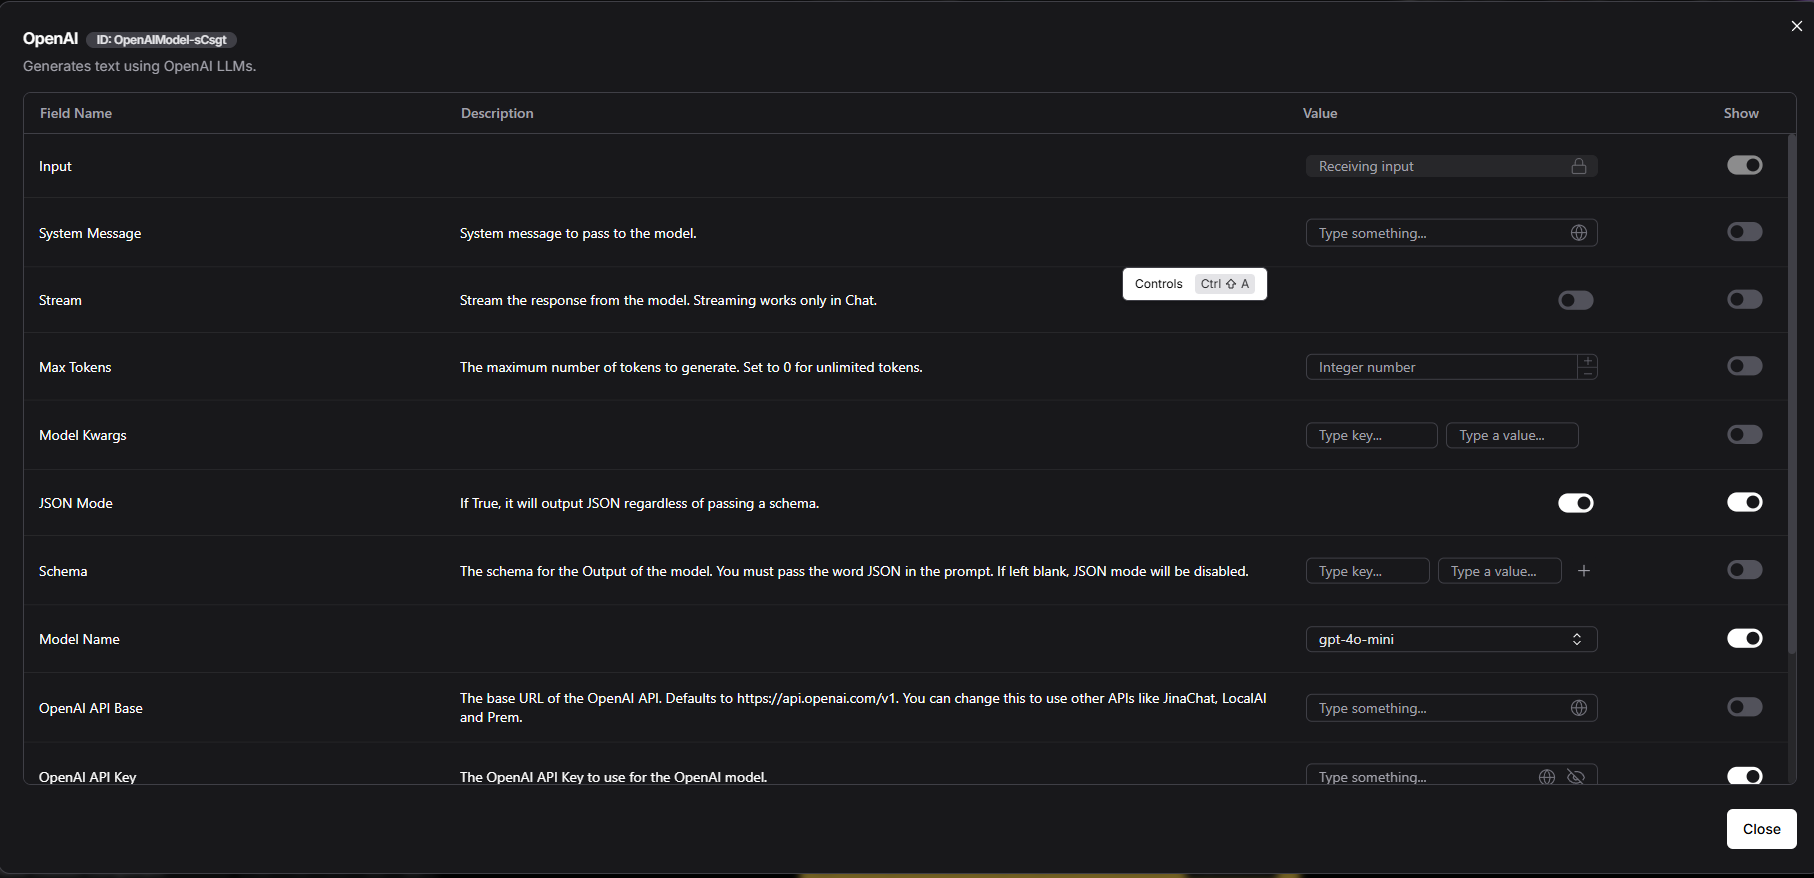 OpenAI ID: OpenAIModel-sCsgt
Generates text using OpenAI LLMs.
Field Name Description Value Show
Input Receiving input
System Message System message to pass to the model. Type something...
Controls Ctrl ⇧ A
Stream Stream the response from the model. Streaming works only in Chat.
Max Tokens The maximum number of tokens to generate. Set to 0 for unlimited tokens. Integer number
Model Kwargs Type key... Type a value...
JSON Mode If True, it will output JSON regardless of passing a schema.
Schema The schema for the Output of the model. You must pass the word JSON in the prompt. If left blank, JSON mode will be disabled. Type key... Type a value...
Model Name gpt-4o-mini
OpenAI API Base The base URL of the OpenAI API. Defaults to https://api.openai.com/v1. You can change this to use other APIs like JinaChat, LocalAI
and Prem. Type something...
OpenAI API Key The OpenAI API Key to use for the OpenAI model. Type something...
Close